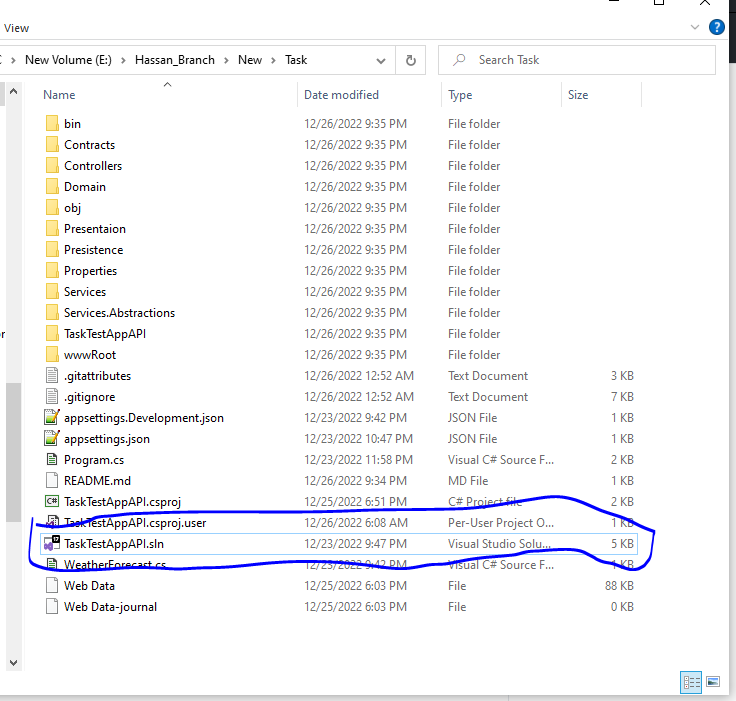 View
?
New Volume (E:) > Hassan_Branch > New > Task
Search Task
Name Date modified Type Size
bin 12/26/2022 9:35 PM File folder
Contracts 12/26/2022 9:35 PM File folder
Controllers 12/26/2022 9:35 PM File folder
Domain 12/26/2022 9:35 PM File folder
obj 12/26/2022 9:35 PM File folder
Presentaion 12/26/2022 9:35 PM File folder
Presistence 12/26/2022 9:35 PM File folder
Properties 12/26/2022 9:35 PM File folder
Services 12/26/2022 9:35 PM File folder
Services.Abstractions 12/26/2022 9:35 PM File folder
TaskTestAppAPI 12/26/2022 9:35 PM File folder
wwwRoot 12/26/2022 9:35 PM File folder
.gitattributes 12/26/2022 12:52 AM Text Document 3 KB
.gitignore 12/26/2022 12:52 AM Text Document 7 KB
appsettings.Development.json 12/23/2022 9:42 PM JSON File 1 KB
appsettings.json 12/23/2022 10:47 PM JSON File 1 KB
Program.cs 12/23/2022 11:58 PM Visual C# Source F... 2 KB
README.md 12/26/2022 9:34 PM MD File 1 KB
C# TaskTestAppAPI.csproj 12/25/2022 6:51 PM C# Project file 2 KB
TaskTestAppAPI.csproj.user 12/26/2022 6:08 AM Per-User Project O... 1 KB
TaskTestAppAPI.sln 12/23/2022 9:47 PM Visual Studio Solu... 5 KB
WeatherForecast.cs 12/23/2022 9:42 PM Visual C# Source F... 1 KB
Web Data 12/25/2022 6:03 PM File 88 KB
Web Data-journal 12/25/2022 6:03 PM File 0 KB